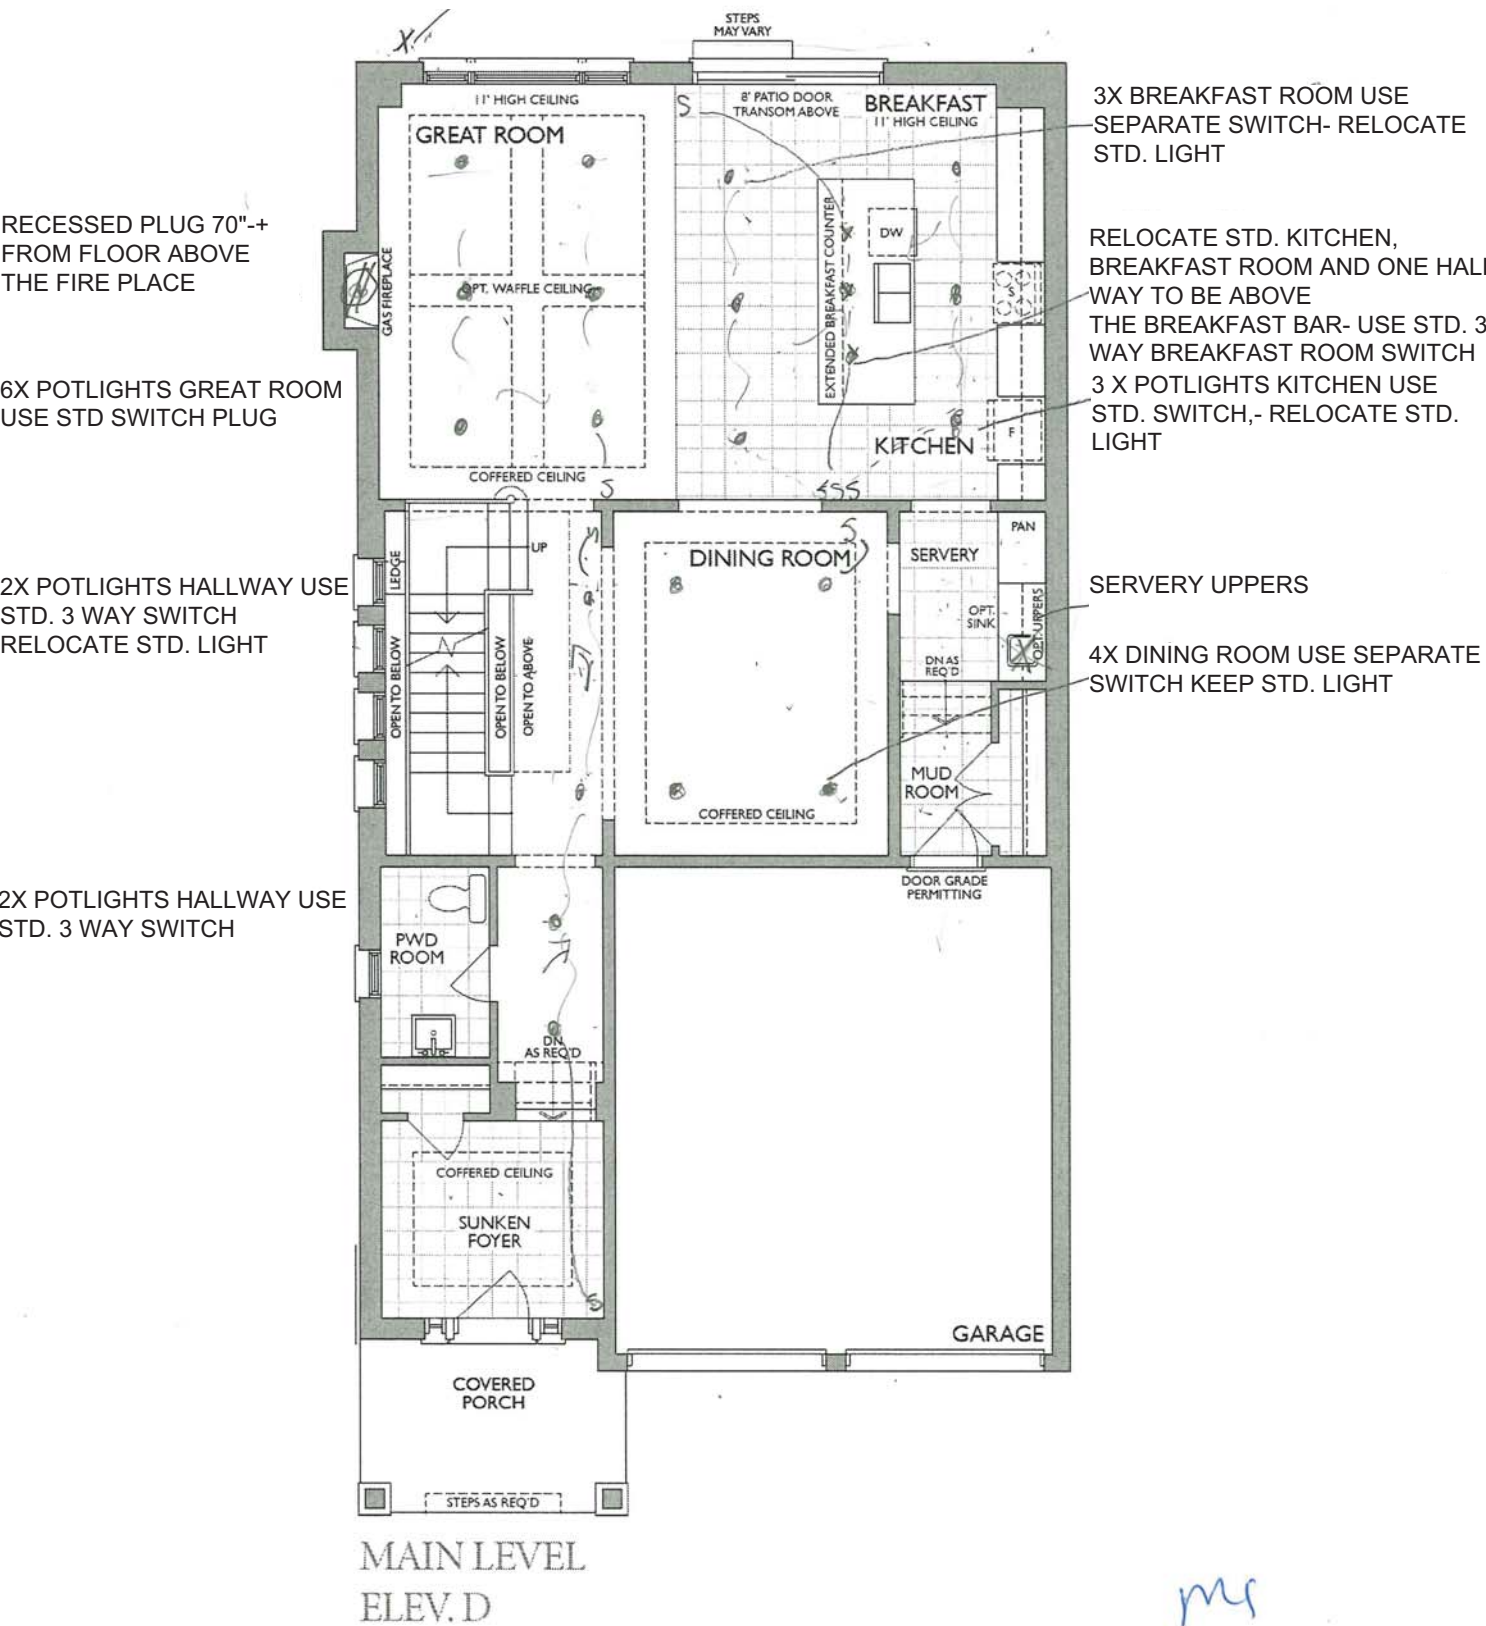 STEPS
MAY VARY
11' HIGH CEILING
GREAT ROOM
8' PATIO DOOR
TRANSOM ABOVE
BREAKFAST
11' HIGH CEILING
S
3X BREAKFAST ROOM USE
SEPARATE SWITCH- RELOCATE
STD. LIGHT
RECESSED PLUG 70"-+
FROM FLOOR ABOVE
THE FIRE PLACE
GAS FIREPLACE
OPT. WAFFLE CEILING
EXTENDED BREAKFAST COUNTER
DW
S
RELOCATE STD. KITCHEN,
BREAKFAST ROOM AND ONE HALL
WAY TO BE ABOVE
THE BREAKFAST BAR- USE STD. 3
WAY BREAKFAST ROOM SWITCH
6X POTLIGHTS GREAT ROOM
USE STD SWITCH PLUG
3 X POTLIGHTS KITCHEN USE
STD. SWITCH,- RELOCATE STD.
LIGHT
KITCHEN
F
COFFERED CEILING
S
SSS
UP
LEDGE
DINING ROOM
S
SERVERY
PAN
2X POTLIGHTS HALLWAY USE
STD. 3 WAY SWITCH
RELOCATE STD. LIGHT
OPEN TO BELOW
OPEN TO BELOW
OPEN TO ABOVE
OPT.
SINK
OPT. UPPERS
SERVERY UPPERS
DN AS
REQ'D
4X DINING ROOM USE SEPARATE
SWITCH KEEP STD. LIGHT
MUD
ROOM
COFFERED CEILING
DOOR GRADE
PERMITTING
2X POTLIGHTS HALLWAY USE
STD. 3 WAY SWITCH
PWD
ROOM
DN
AS REQ'D
COFFERED CEILING
SUNKEN
FOYER
S
GARAGE
COVERED
PORCH
STEPS AS REQ'D
MAIN LEVEL
ELEV. D